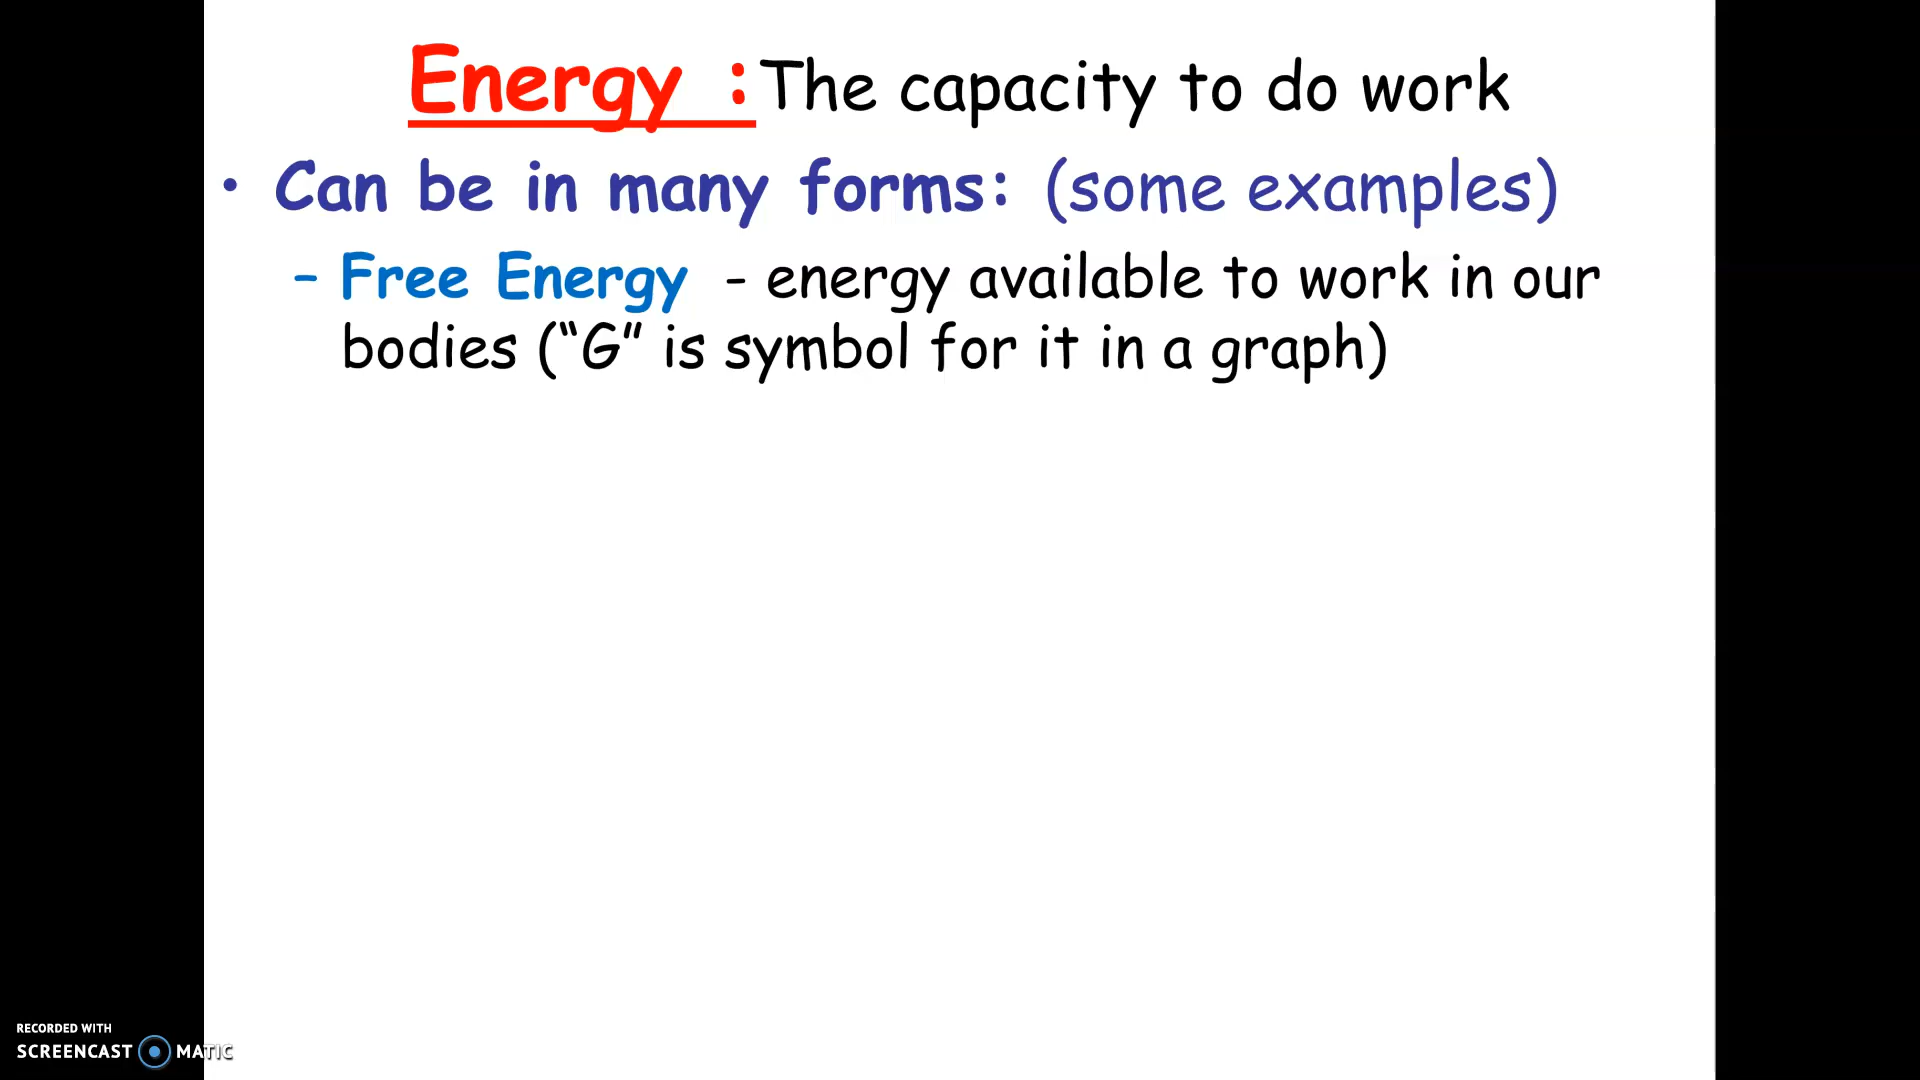 Energy : The capacity to do work
• Can be in many forms: (some examples)
– Free Energy - energy available to work in our
bodies (“G” is symbol for it in a graph)
RECORDED WITH
SCREENCAST MATIC